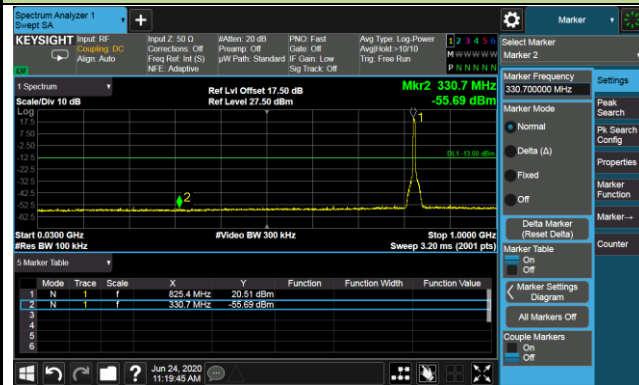 Spectrum Analyzer 1
Swept SA
+
Marker
KEYSIGHT
Input: RF
Coupling: DC
Align: Auto
Input Z: 50 Ω
Corrections: Off
Freq Ref: Int (S)
NFE: Adaptive
#Atten: 20 dB
Preamp: Off
µW Path: Standard
PNO: Fast
Gate: Off
IF Gain: Low
Sig Track: Off
Avg Type: Log-Power
Avg|Hold:>10/10
Trig: Free Run
1 2 3 4 5 6
M W W W W W
P N N N N N
Select Marker
Marker 2
LXI
1 Spectrum
Scale/Div 10 dB
Ref Lvl Offset 17.50 dB
Ref Level 27.50 dBm
Mkr2 330.7 MHz
-55.69 dBm
Log
17.5
7.50
-2.50
-12.5
-22.5
-32.5
-42.5
-52.5
-62.5
1
DL1 -13.00 dBm
2
Start 0.0300 GHz
#Res BW 100 kHz
#Video BW 300 kHz
Stop 1.0000 GHz
Sweep 3.20 ms (2001 pts)
5 Marker Table
Mode Trace Scale X Y Function Function Width Function Value
1 N 1 f 825.4 MHz 20.51 dBm
2 N 1 f 330.7 MHz -55.69 dBm
3
4
5
6
Marker Frequency
330.700000 MHz
Marker Mode
Normal
Delta (Δ)
Fixed
Off
Delta Marker
(Reset Delta)
Marker Table
On
Off
Marker Settings
Diagram
All Markers Off
Couple Markers
On
Off
Settings
Peak
Search
Pk Search
Config
Properties
Marker
Function
Marker→
Counter
?
Jun 24, 2020
11:19:45 AM